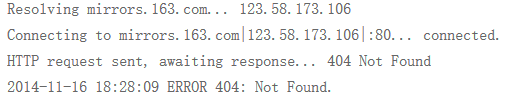 Resolving mirrors.163.com... 123.58.173.106
Connecting to mirrors.163.com|123.58.173.106|:80... connected.
HTTP request sent, awaiting response... 404 Not Found
2014-11-16 18:28:09 ERROR 404: Not Found.